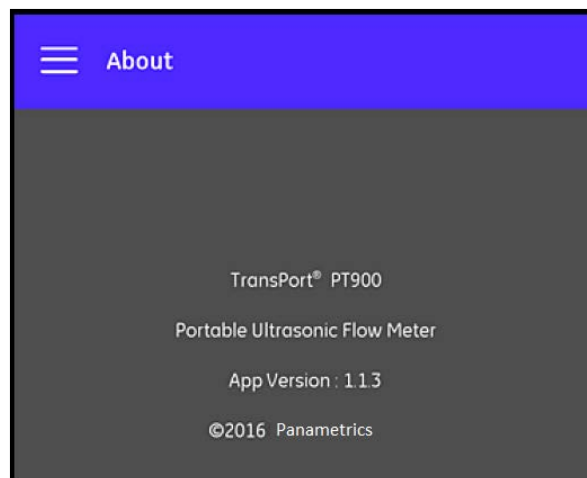 About
TransPort® PT900
Portable Ultrasonic Flow Meter
App Version : 1.1.3
©2016 Panametrics